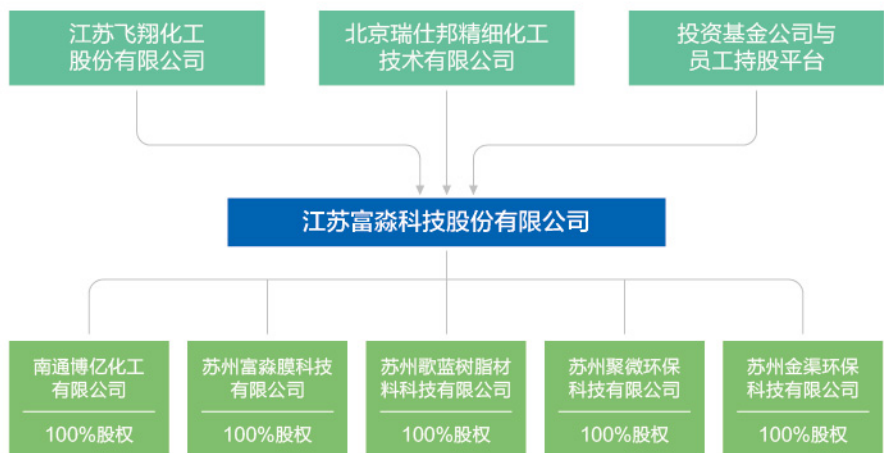 江苏飞翔化工
股份有限公司
北京瑞仕邦精细化工
技术有限公司
投资基金公司与
员工持股平台
江苏富淼科技股份有限公司
南通博亿化工
有限公司
100%股权
苏州富淼膜科技
有限公司
100%股权
苏州歌蓝树脂材
料科技有限公司
100%股权
苏州聚微环保
科技有限公司
100%股权
苏州金渠环保
科技有限公司
100%股权